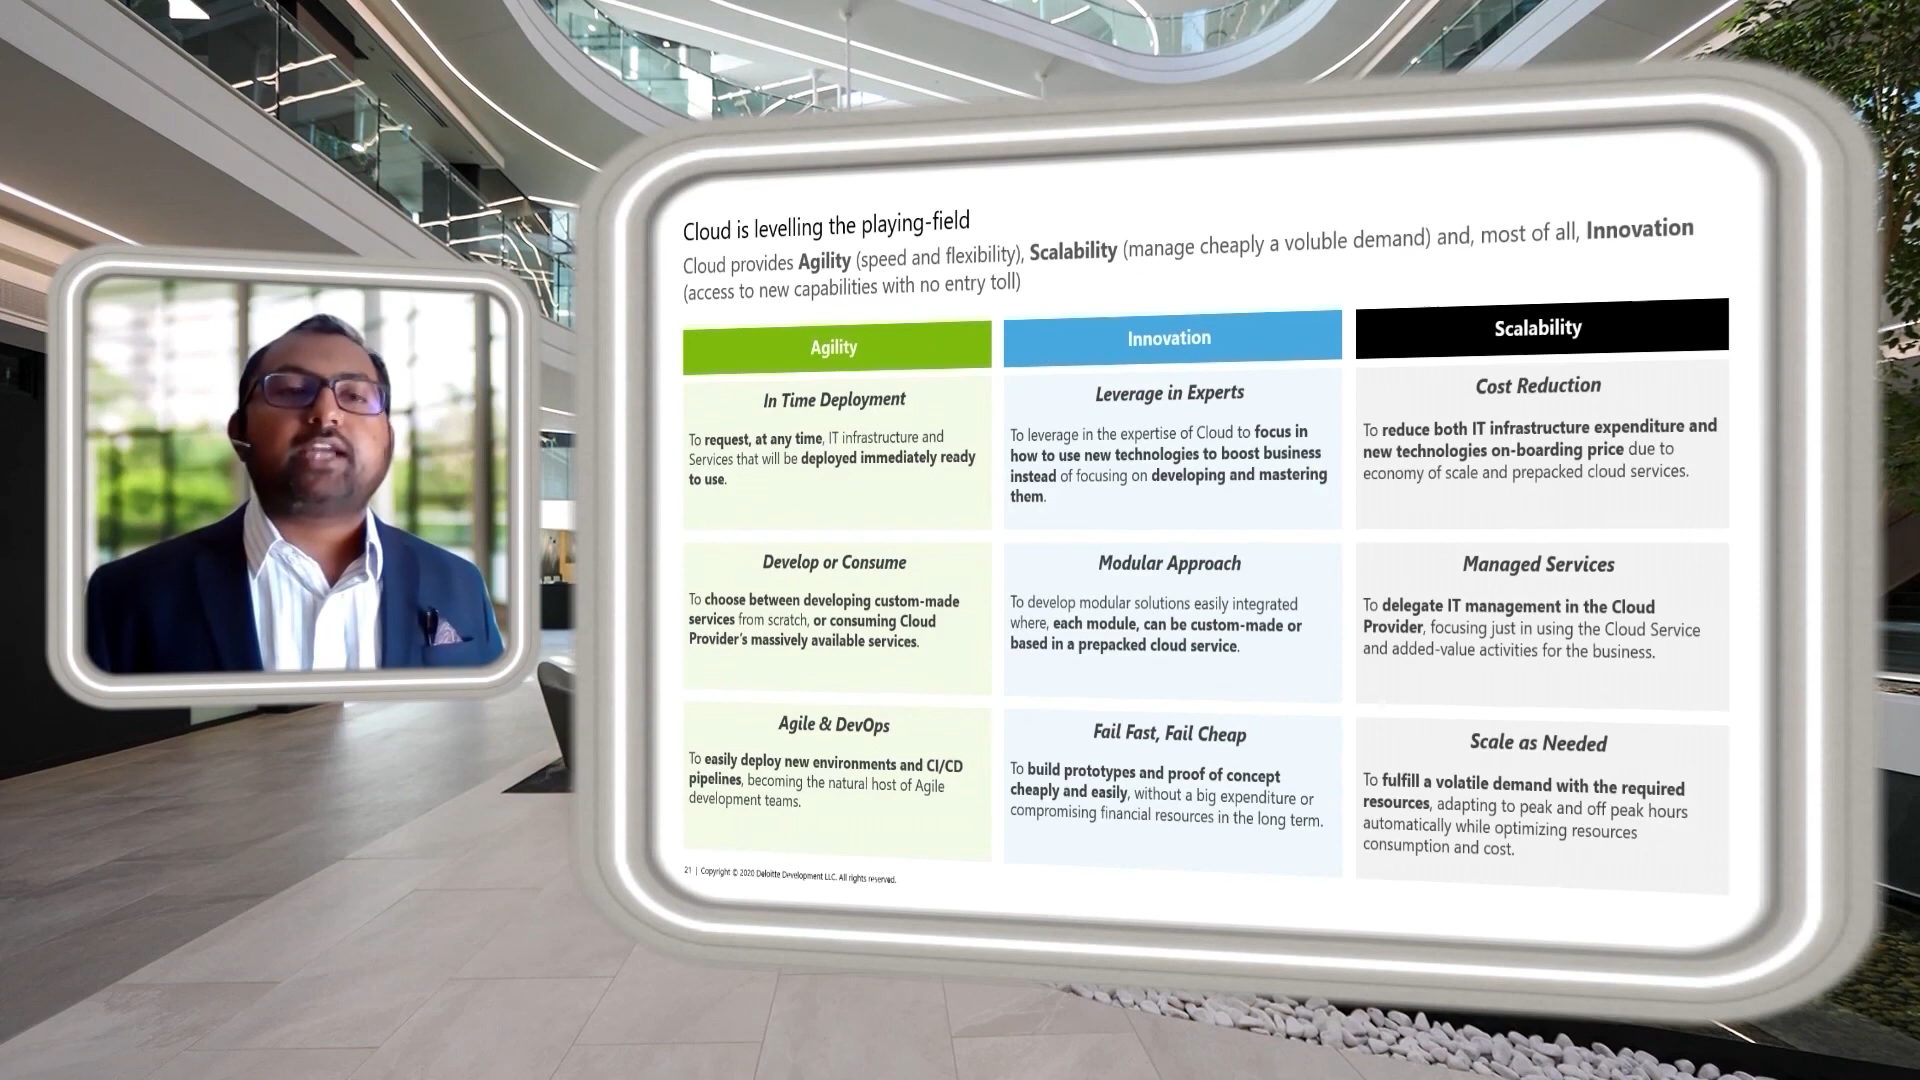 Cloud is levelling the playing-field
Cloud provides Agility (speed and flexibility), Scalability (manage cheaply a voluble demand) and, most of all, Innovation
(access to new capabilities with no entry toll)
Agility
In Time Deployment
To request, at any time, IT infrastructure and
Services that will be deployed immediately ready
to use.
Develop or Consume
To choose between developing custom-made
services from scratch, or consuming Cloud
Provider's massively available services.
Agile & DevOps
To easily deploy new environments and CI/CD
pipelines, becoming the natural host of Agile
development teams.
Innovation
Leverage in Experts
To leverage in the expertise of Cloud to focus in
how to use new technologies to boost business
instead of focusing on developing and mastering
them.
Modular Approach
To develop modular solutions easily integrated
where, each module, can be custom-made or
based in a prepacked cloud service.
Fail Fast, Fail Cheap
To build prototypes and proof of concept
cheaply and easily, without a big expenditure or
compromising financial resources in the long term.
Scalability
Cost Reduction
To reduce both IT infrastructure expenditure and
new technologies on-boarding price due to
economy of scale and prepacked cloud services.
Managed Services
To delegate IT management in the Cloud
Provider, focusing just in using the Cloud Service
and added-value activities for the business.
Scale as Needed
To fulfill a volatile demand with the required
resources, adapting to peak and off peak hours
automatically while optimizing resources
consumption and cost.
21 | Copyright © 2020 Deloitte Development LLC. All rights reserved.